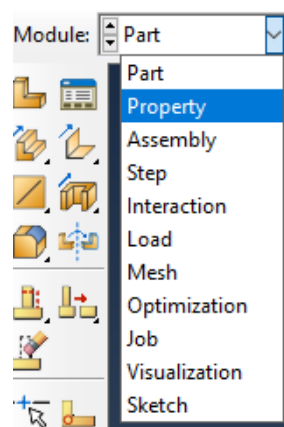 Module: Part
Part
Property
Assembly
Step
Interaction
Load
Mesh
Optimization
Job
Visualization
Sketch